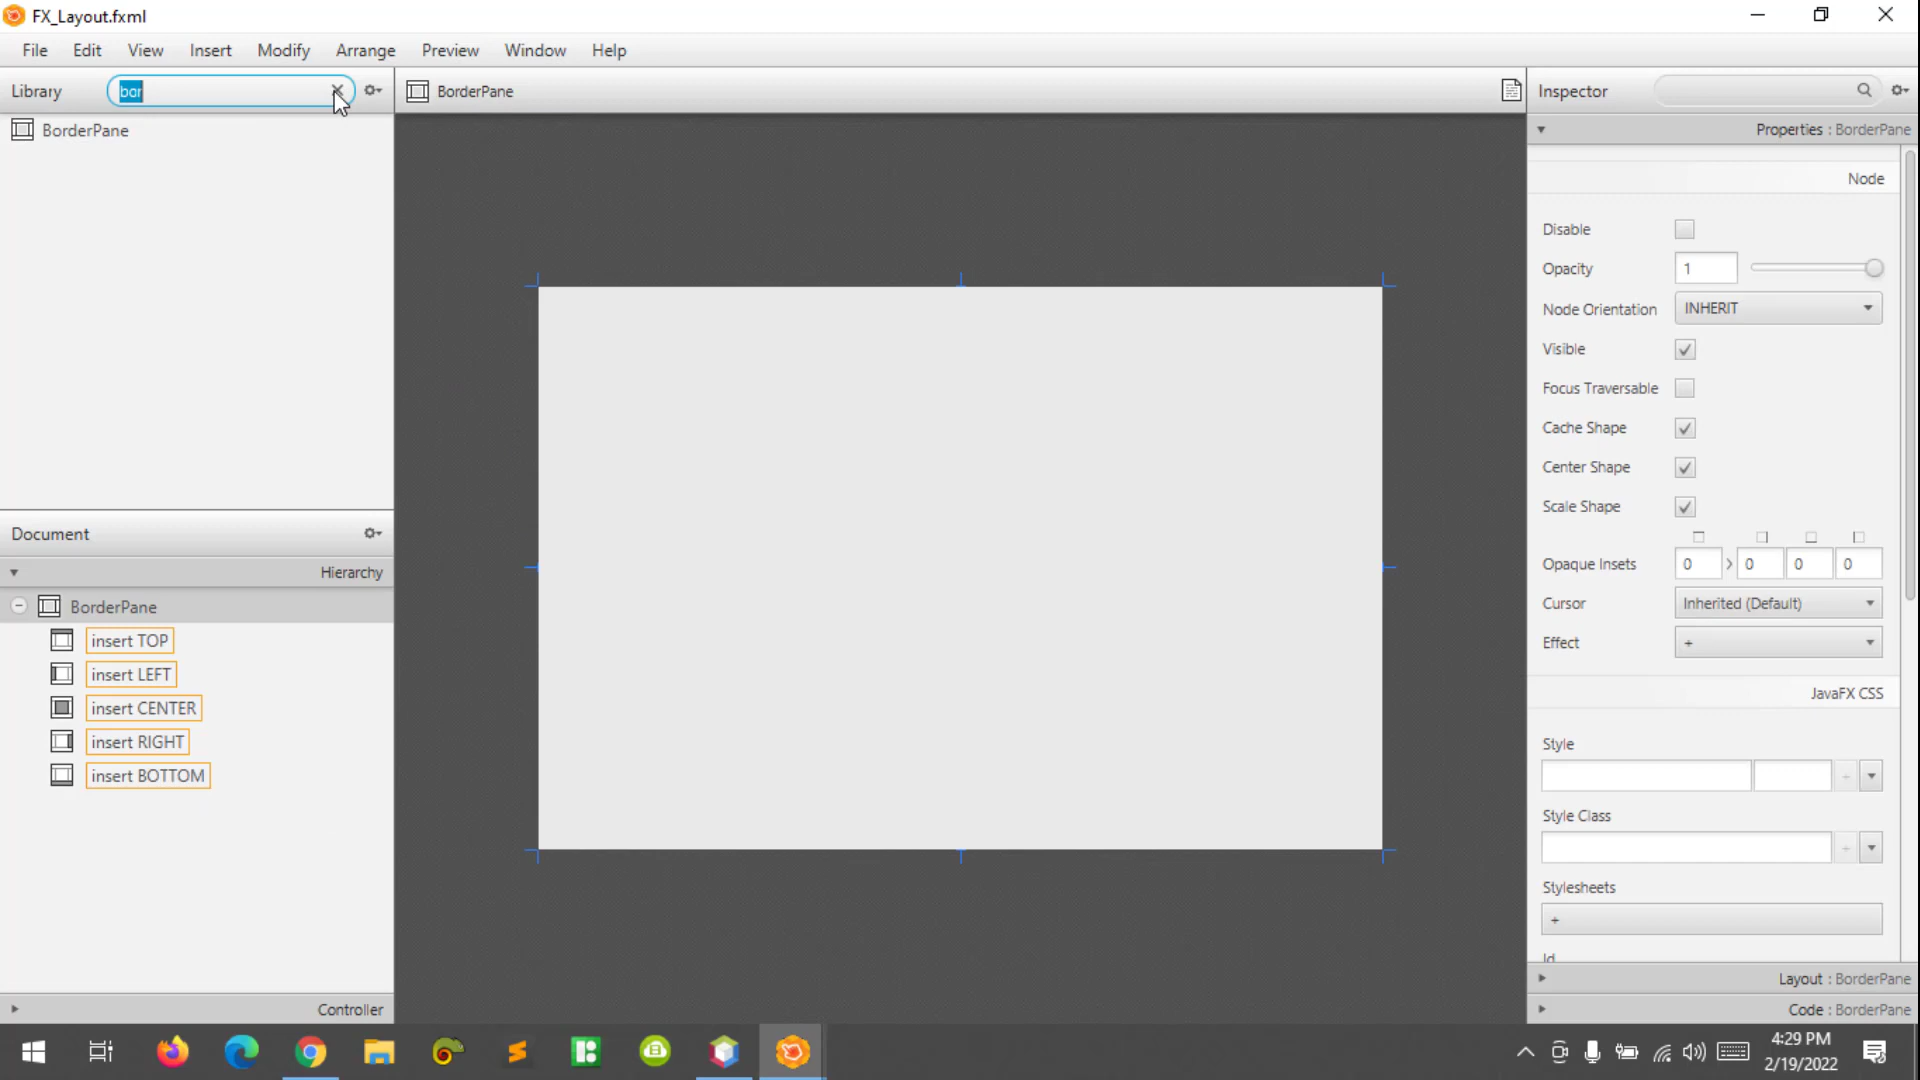 FX_Layout.fxml
File Edit View Insert Modify Arrange Preview Window Help
Library bor
BorderPane
BorderPane
Inspector
Properties : BorderPane
Node
Disable
Opacity 1
Node Orientation INHERIT
Visible
Focus Traversable
Cache Shape
Center Shape
Scale Shape
Opaque Insets 0 > 0 0 0
Cursor Inherited (Default)
Effect +
JavaFX CSS
Style
+
Style Class
+
Stylesheets
+
Id
Layout : BorderPane
Code : BorderPane
Document
Hierarchy
BorderPane
insert TOP
insert LEFT
insert CENTER
insert RIGHT
insert BOTTOM
Controller
4:29 PM
2/19/2022